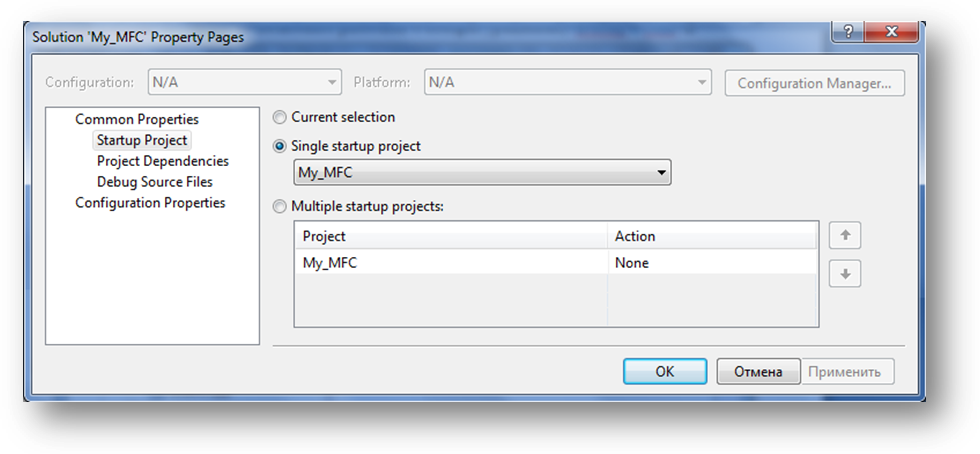 Solution 'My_MFC' Property Pages
?
Configuration: N/A Platform: N/A Configuration Manager...
Common Properties
Startup Project
Project Dependencies
Debug Source Files
Configuration Properties
Current selection
Single startup project
My_MFC
Multiple startup projects:
Project Action
My_MFC None
OK Отмена Применить